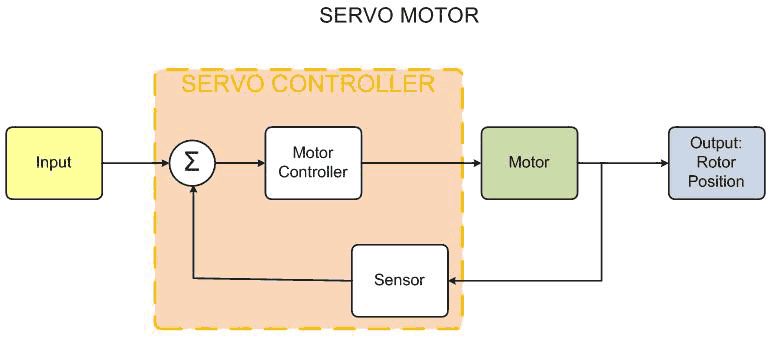 SERVO MOTOR
SERVO CONTROLLER
Input
Σ
Motor
Controller
Motor
Output:
Rotor
Position
Sensor